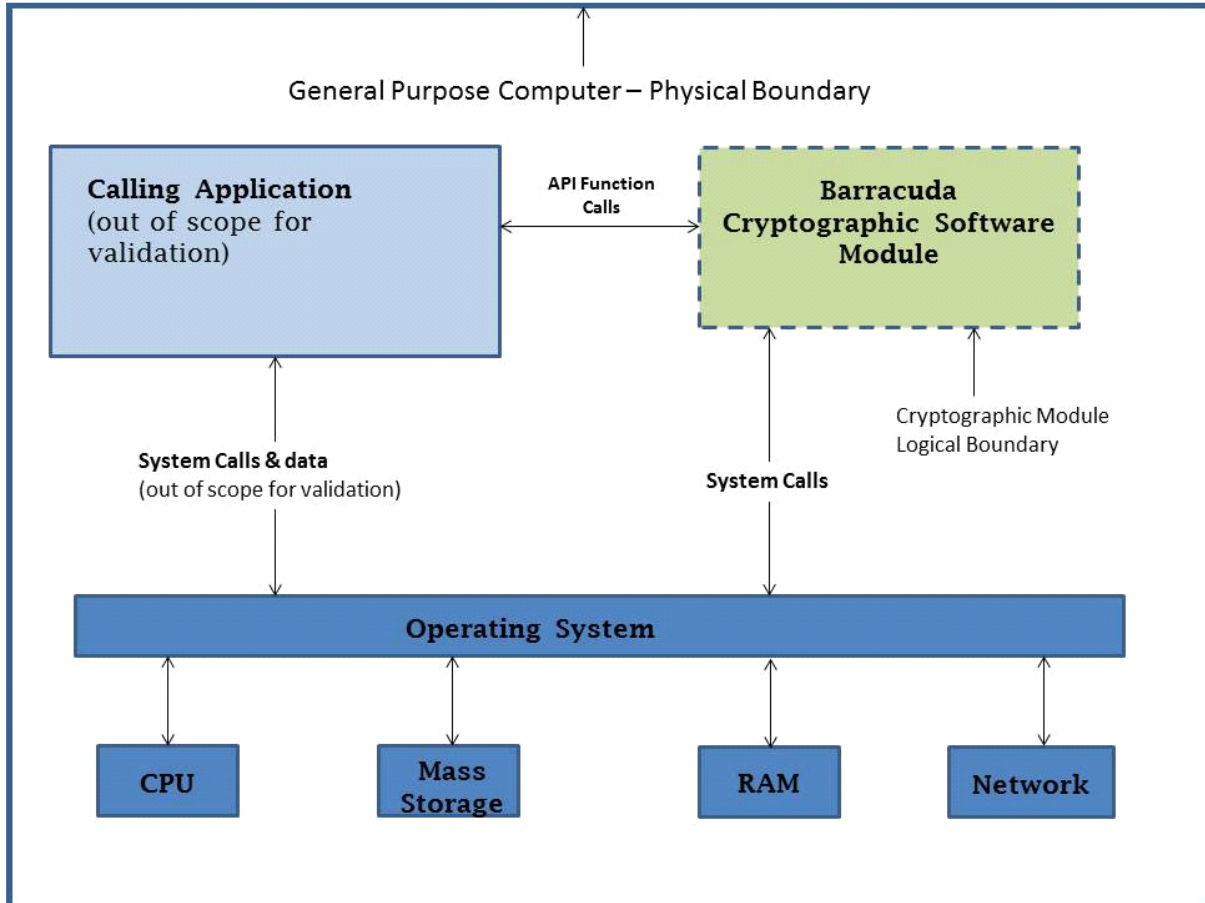 General Purpose Computer – Physical Boundary
Calling Application
(out of scope for
validation)
API Function
Calls
Barracuda
Cryptographic Software
Module
Cryptographic Module
Logical Boundary
System Calls & data
(out of scope for validation)
System Calls
Operating System
CPU
Mass
Storage
RAM
Network